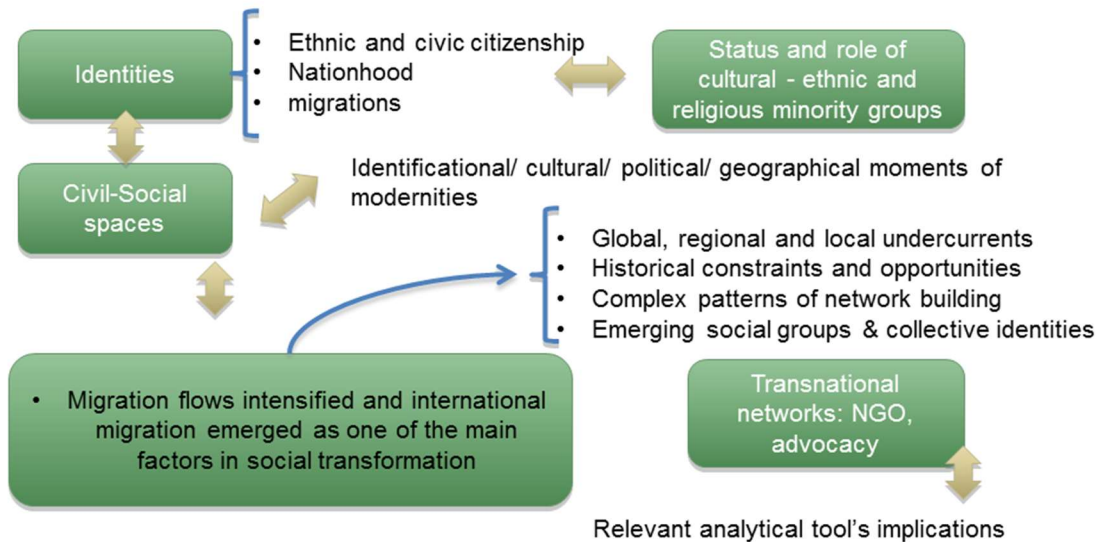 Identities
• Ethnic and civic citizenship
• Nationhood
• migrations
Status and role of
cultural - ethnic and
religious minority groups
Civil-Social
spaces
Identificational/ cultural/ political/ geographical moments of
modernities
• Global, regional and local undercurrents
• Historical constraints and opportunities
• Complex patterns of network building
• Emerging social groups & collective identities
• Migration flows intensified and international
migration emerged as one of the main
factors in social transformation
Transnational
networks: NGO,
advocacy
Relevant analytical tool’s implications